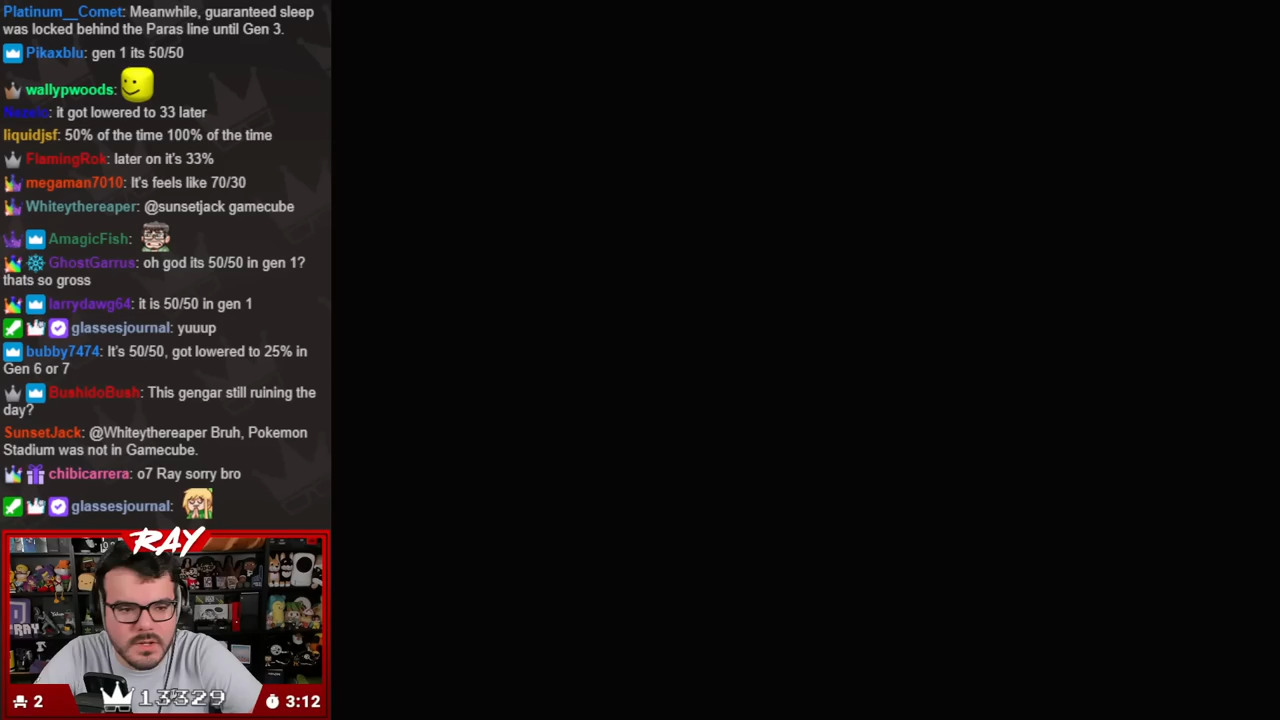 Platinum__Comet: Meanwhile, guaranteed sleep
was locked behind the Paras line until Gen 3.
Pikaxblu: gen 1 its 50/50
wallypwoods:
: it got lowered to 33 later
liquidjsf: 50% of the time 100% of the time
FlamingRok: later on it's 33%
megaman7010: It's feels like 70/30
Whiteythereaper: @sunsetjack gamecube
AmagicFish:
GhostGarrus: oh god its 50/50 in gen 1?
thats so gross
larrydawg64: it is 50/50 in gen 1
glassesjournal: yuuup
bubby7474: It's 50/50, got lowered to 25% in
Gen 6 or 7
BushidoBush: This gengar still ruining the
day?
SunsetJack: @Whiteythereaper Bruh, Pokemon
Stadium was not in Gamecube.
chibicarrera: o7 Ray sorry bro
glassesjournal:
RAY
2
13329
3:12